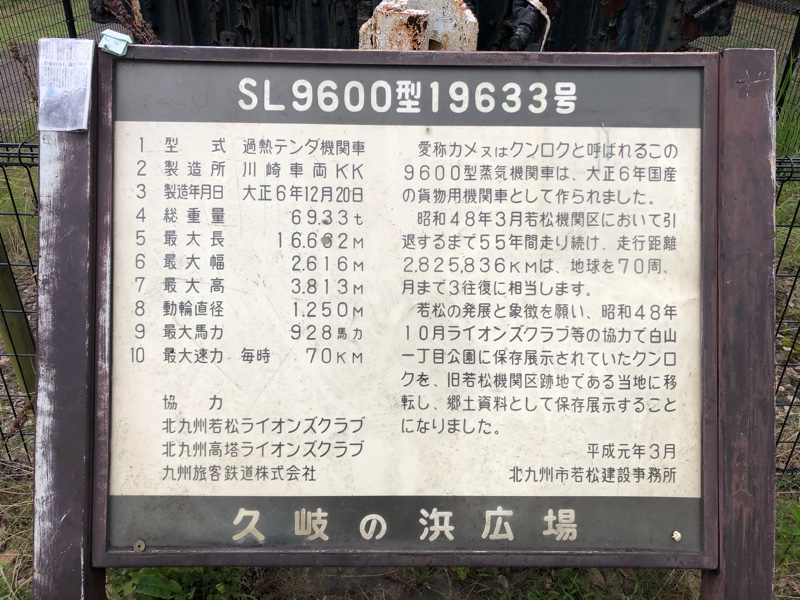 SL9600型19633号
1 型式 過熱テンダ機関車
2 製造所 川崎車両KK
3 製造年月日 大正6年12月20日
4 総重量 69.33t
5 最大長 16.662M
6 最大幅 2.616M
7 最大高 3.813M
8 動輪直径 1.250M
9 最大馬力 928馬力
10 最大速力 毎時 70KM
協力
北九州若松ライオンズクラブ
北九州高塔ライオンズクラブ
九州旅客鉄道株式会社
愛称カメ又はクンロクと呼ばれるこの
9600型蒸気機関車は、大正6年国産
の貨物用機関車として作られました。
昭和48年3月若松機関区において引
退するまで55年間走り続け、走行距離
2,825,836KMは、地球を70周、
月まで3往復に相当します。
若松の発展と象徴を願い、昭和48年
10月ライオンズクラブ等の協力で白山
一丁目公園に保存展示されていたクンロ
クを、旧若松機関区跡地である当地に移
転し、郷土資料として保存展示すること
になりました。
平成元年3月
北九州市若松建設事務所
久岐の浜広場